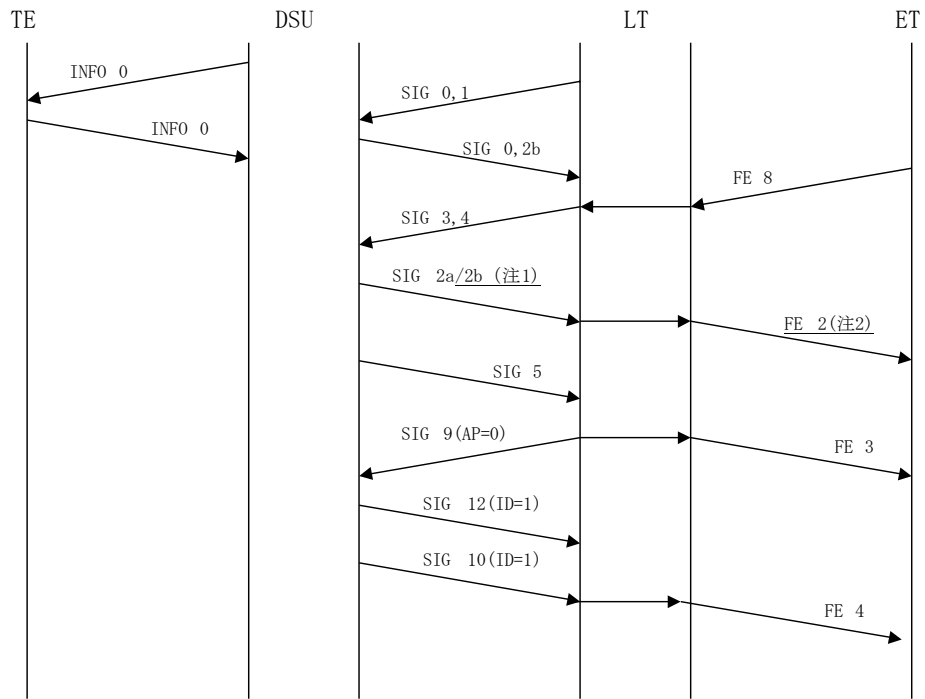 TE DSU LT ET
INFO 0
SIG 0,1
INFO 0
SIG 0,2b
FE 8
SIG 3,4
SIG 2a/2b (注1)
FE 2(注2)
SIG 5
SIG 9(AP=0)
FE 3
SIG 12(ID=1)
SIG 10(ID=1)
FE 4